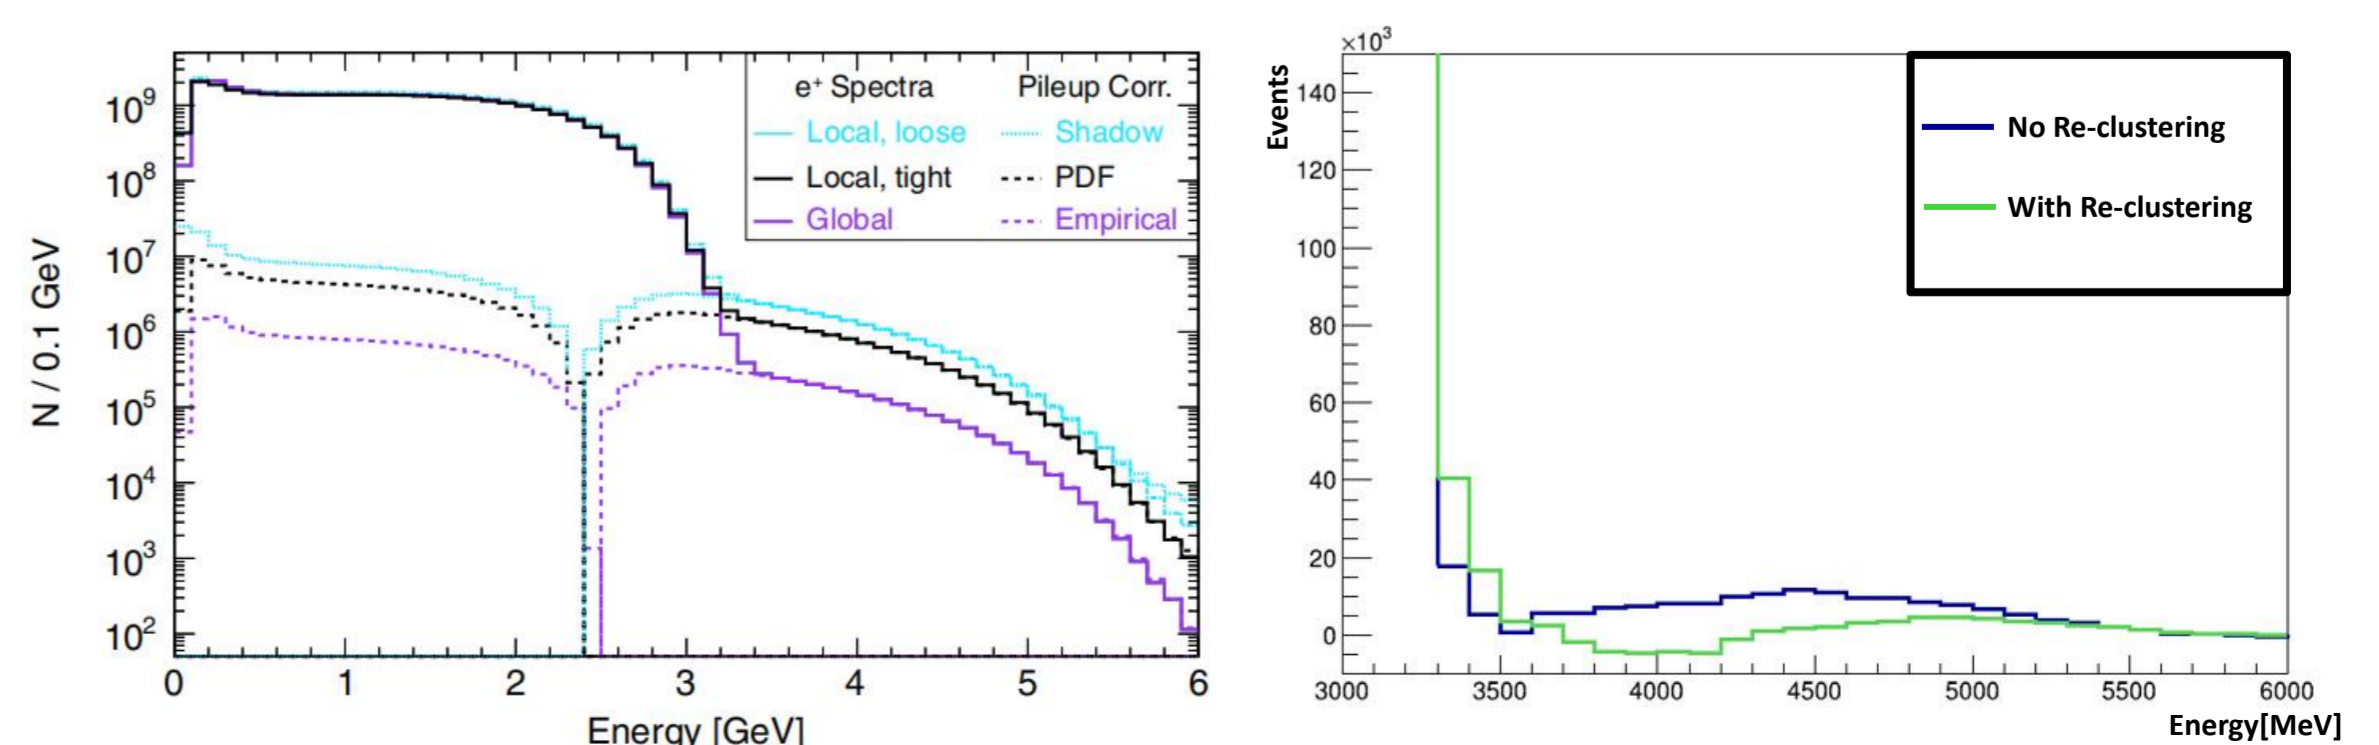 N / 0.1 GeV
10⁹
10⁸
10⁷
10⁶
10⁵
10⁴
10³
10²
e⁺ Spectra Pileup Corr.
Local, loose Shadow
Local, tight PDF
Global Empirical
0 1 2 3 4 5 6
Energy [GeV]
×10³
Events
140
120
100
80
60
40
20
0
No Re-clustering
With Re-clustering
3000 3500 4000 4500 5000 5500 6000
Energy[MeV]